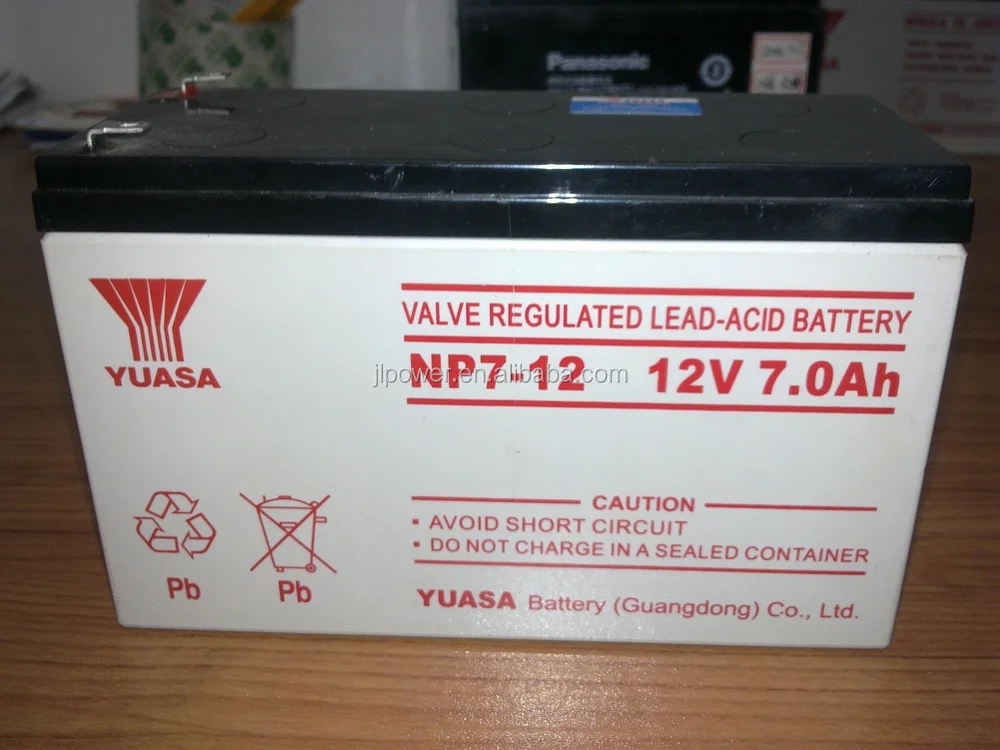 Panasonic
YUASA
VALVE REGULATED LEAD-ACID BATTERY
NP7-12 12V 7.0Ah
jlpower.en.alibaba.com
CAUTION
▪ AVOID SHORT CIRCUIT
▪ DO NOT CHARGE IN A SEALED CONTAINER
Pb
Pb
YUASA Battery (Guangdong) Co., Ltd.